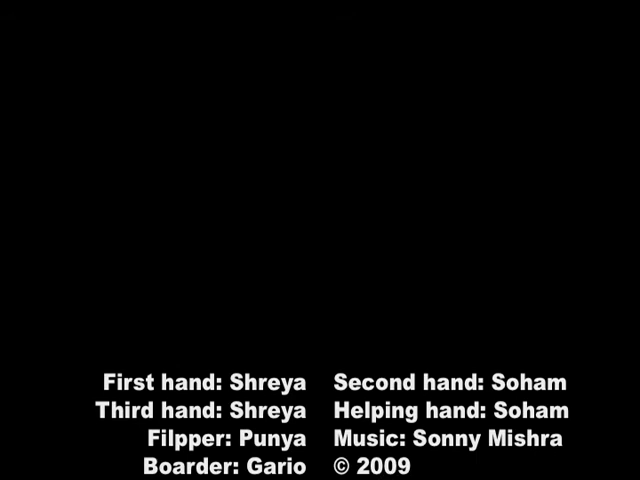 First hand: Shreya Second hand: Soham
Third hand: Shreya Helping hand: Soham
Filpper: Punya Music: Sonny Mishra
Boarder: Gario © 2009